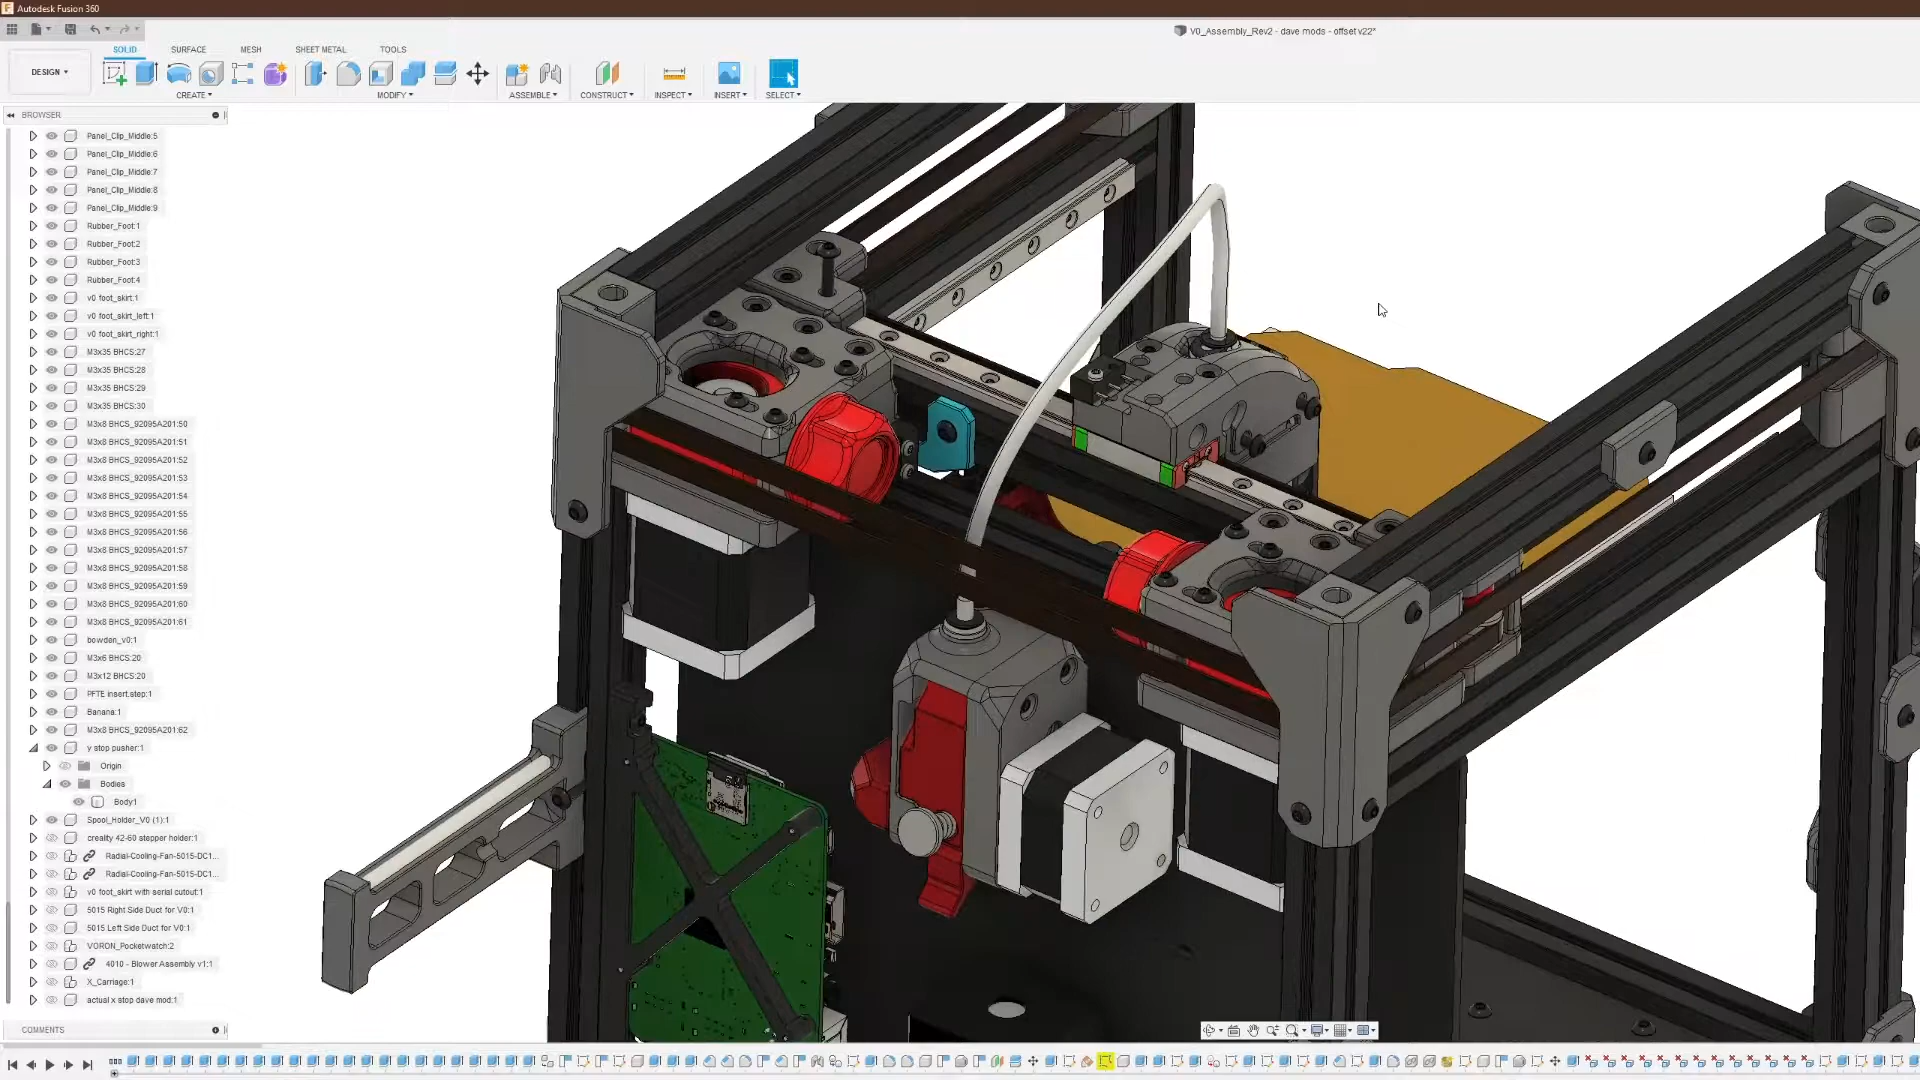 Autodesk Fusion 360
V0_Assembly_Rev2 - dave mods - offset v22*
SOLID SURFACE MESH SHEET METAL TOOLS
DESIGN
CREATE MODIFY ASSEMBLE CONSTRUCT INSPECT INSERT SELECT
BROWSER
Panel_Clip_Middle:5
Panel_Clip_Middle:6
Panel_Clip_Middle:7
Panel_Clip_Middle:8
Panel_Clip_Middle:9
Rubber_Foot:1
Rubber_Foot:2
Rubber_Foot:3
Rubber_Foot:4
v0 foot_skirt:1
v0 foot_skirt_left:1
v0 foot_skirt_right:1
M3x35 BHCS:27
M3x35 BHCS:28
M3x35 BHCS:29
M3x35 BHCS:30
M3x8 BHCS_92095A201:50
M3x8 BHCS_92095A201:51
M3x8 BHCS_92095A201:52
M3x8 BHCS_92095A201:53
M3x8 BHCS_92095A201:54
M3x8 BHCS_92095A201:55
M3x8 BHCS_92095A201:56
M3x8 BHCS_92095A201:57
M3x8 BHCS_92095A201:58
M3x8 BHCS_92095A201:59
M3x8 BHCS_92095A201:60
M3x8 BHCS_92095A201:61
bowden_v0:1
M3x6 BHCS:20
M3x12 BHCS:20
PFTE insert.step:1
Banana:1
M3x8 BHCS_92095A201:62
y stop pusher:1
Origin
Bodies
Body1
Spool_Holder_V0 (1):1
creality 42-60 stepper holder:1
Radial-Cooling-Fan-5015-DC1...
Radial-Cooling-Fan-5015-DC1...
v0 foot_skirt with serial cutout:1
5015 Right Side Duct for V0:1
5015 Left Side Duct for V0:1
VORON_Pocketwatch:2
4010 - Blower Assembly v1:1
X_Carriage:1
actual x stop dave mod:1
COMMENTS